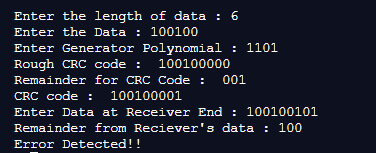 Enter the length of data : 6
Enter the Data : 100100
Enter Generator Polynomial : 1101
Rough CRC code :  100100000
Remainder for CRC Code :  001
CRC code :  100100001
Enter Data at Receiver End : 100100101
Remainder from Reciever's data : 100
Error Detected!!